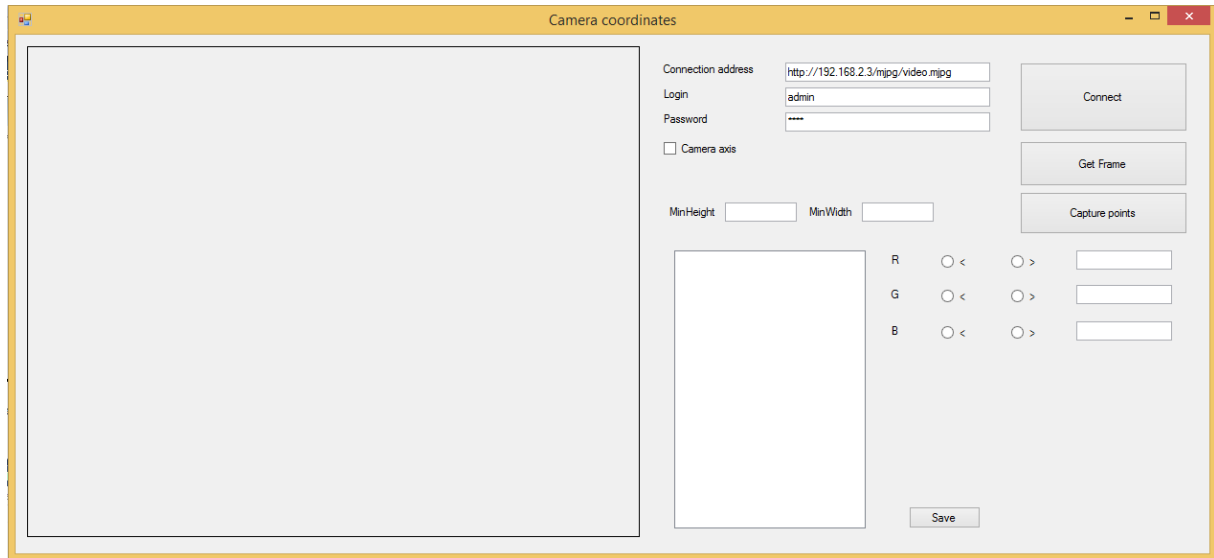 Camera coordinates
Connection address http://192.168.2.3/mjpg/video.mjpg
Login admin
Password ****
Connect
Camera axis
Get Frame
MinHeight MinWidth
Capture points
R < >
G < >
B < >
Save